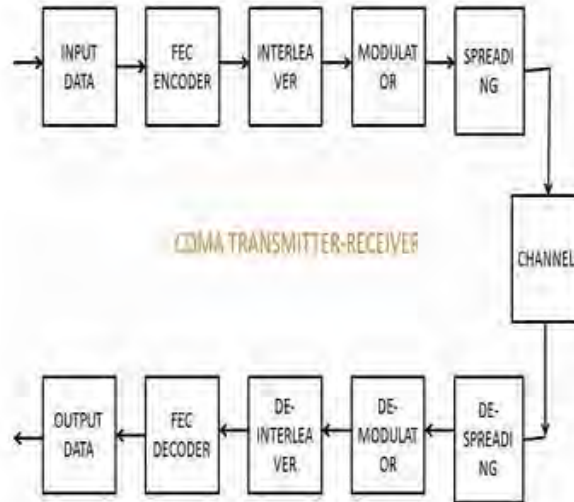 INPUT
DATA
FEC
ENCODER
INTERLEA
VER
MODULAT
OR
SPREADI
NG
CDMA TRANSMITTER-RECEIVER
CHANNEL
OUTPUT
DATA
FEC
DECODER
DE-
INTERLEA
VER
DE-
MODULAT
OR
DE-
SPREADI
NG